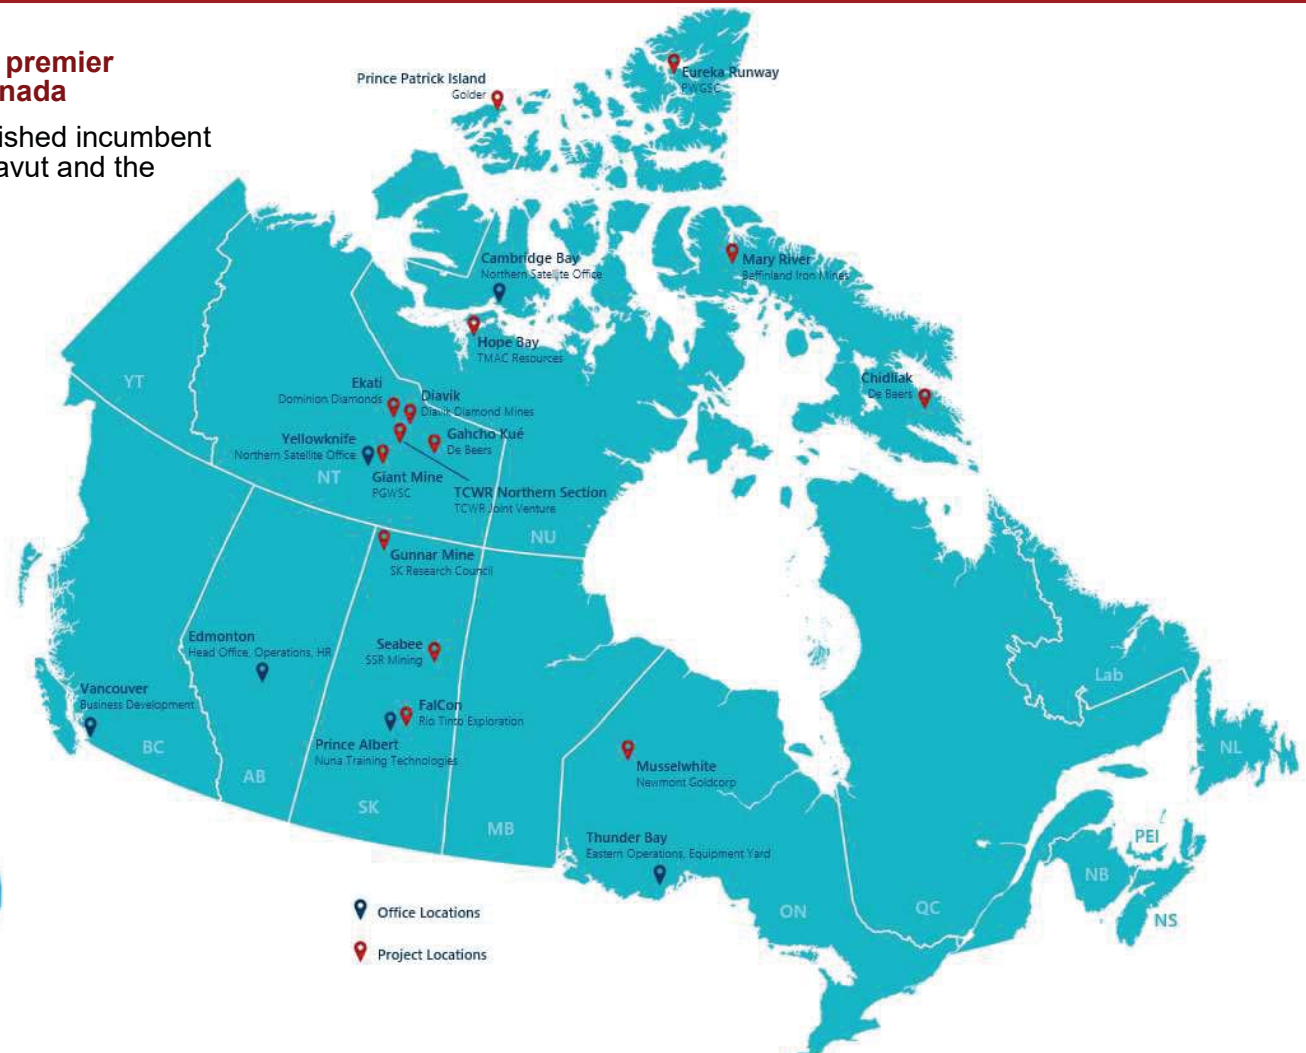 premier
nada
ished incumbent
avut and the
Prince Patrick Island
Golder
Eureka Runway
PWGSC
Cambridge Bay
Northern Satellite Office
Mary River
Baffinland Iron Mines
Hope Bay
TMAC Resources
Chidliak
De Beers
YT
Ekati
Dominion Diamonds
Diavik
Diavik Diamond Mines
Yellowknife
Northern Satellite Office
Gahcho Kué
De Beers
NT
Giant Mine
PGWSC
TCWR Northern Section
TCWR Joint Venture
NU
Gunnar Mine
SK Research Council
Edmonton
Head Office, Operations, HR
Seabee
SSR Mining
Lab
Vancouver
Business Development
FalCon
Rio Tinto Exploration
Prince Albert
Nuna Training Technologies
BC
AB
SK
MB
Musselwhite
Newmont Goldcorp
NL
Thunder Bay
Eastern Operations, Equipment Yard
PEI
NB
NS
ON
QC
Office Locations
Project Locations